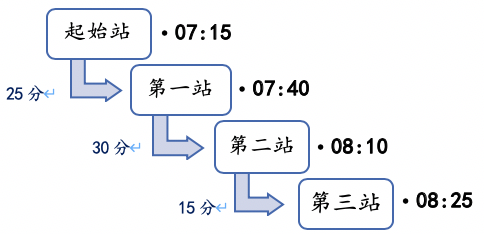 起始站 •07:15
25 分
第一站 •07:40
30 分
第二站 •08:10
15 分
第三站 •08:25